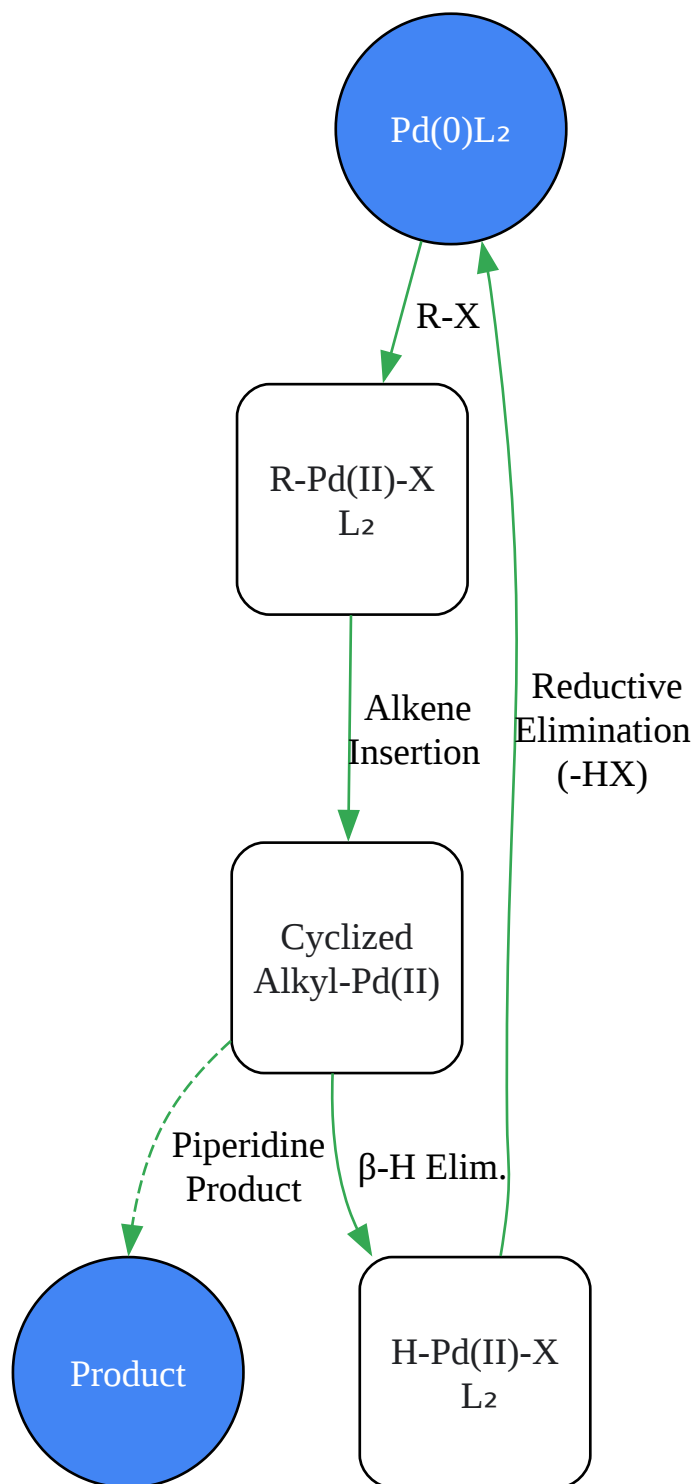 Pd(0)L₂
R-X
R-Pd(II)-X
L₂
Alkene
Insertion
Reductive
Elimination
(-HX)
Cyclized
Alkyl-Pd(II)
Piperidine
Product
β-H Elim.
Product
H-Pd(II)-X
L₂